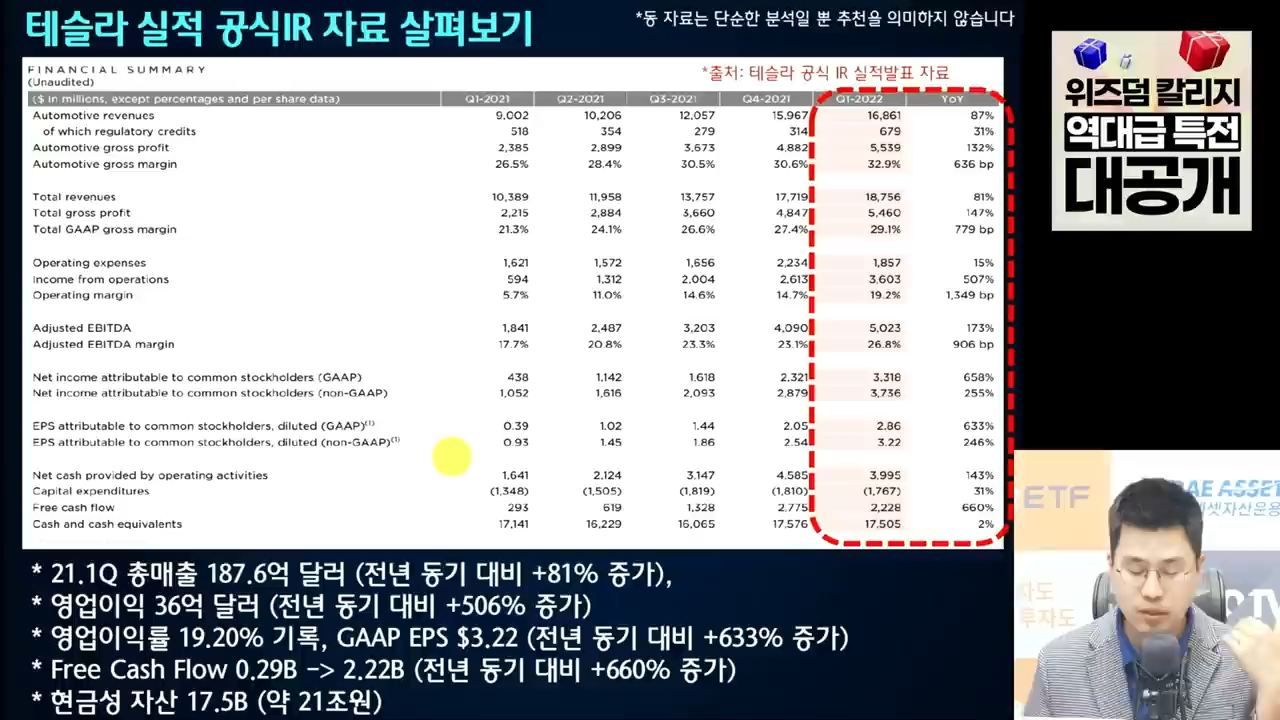 테슬라 실적 공식IR 자료 살펴보기
*동 자료는 단순한 분석일 뿐 추천을 의미하지 않습니다
FINANCIAL SUMMARY
(Unaudited)
*출처: 테슬라 공식 IR 실적발표 자료
($ in millions, except percentages and per share data) Q1-2021 Q2-2021 Q3-2021 Q4-2021 Q1-2022 YoY
Automotive revenues 9,002 10,206 12,057 15,967 16,861 87%
of which regulatory credits 518 354 279 314 679 31%
Automotive gross profit 2,385 2,899 3,673 4,882 5,539 132%
Automotive gross margin 26.5% 28.4% 30.5% 30.6% 32.9% 636 bp
Total revenues 10,389 11,958 13,757 17,719 18,756 81%
Total gross profit 2,215 2,884 3,660 4,847 5,460 147%
Total GAAP gross margin 21.3% 24.1% 26.6% 27.4% 29.1% 779 bp
Operating expenses 1,621 1,572 1,656 2,234 1,857 15%
Income from operations 594 1,312 2,004 2,613 3,603 507%
Operating margin 5.7% 11.0% 14.6% 14.7% 19.2% 1,349 bp
Adjusted EBITDA 1,841 2,487 3,203 4,090 5,023 173%
Adjusted EBITDA margin 17.7% 20.8% 23.3% 23.1% 26.8% 906 bp
Net income attributable to common stockholders (GAAP) 438 1,142 1,618 2,321 3,318 658%
Net income attributable to common stockholders (non-GAAP) 1,052 1,616 2,093 2,879 3,736 255%
EPS attributable to common stockholders, diluted (GAAP)(1) 0.39 1.02 1.44 2.05 2.86 633%
EPS attributable to common stockholders, diluted (non-GAAP)(1) 0.93 1.45 1.86 2.54 3.22 246%
Net cash provided by operating activities 1,641 2,124 3,147 4,585 3,995 143%
Capital expenditures (1,348) (1,505) (1,819) (1,810) (1,767) 31%
Free cash flow 293 619 1,328 2,775 2,228 660%
Cash and cash equivalents 17,141 16,229 16,065 17,576 17,505 2%
* 21.1Q 총매출 187.6억 달러 (전년 동기 대비 +81% 증가),
* 영업이익 36억 달러 (전년 동기 대비 +506% 증가)
* 영업이익률 19.20% 기록, GAAP EPS $3.22 (전년 동기 대비 +633% 증가)
* Free Cash Flow 0.29B -> 2.22B (전년 동기 대비 +660% 증가)
* 현금성 자산 17.5B (약 21조원)
위즈덤 칼리지
역대급 특전
대공개
ETF
ASSET
자산운용